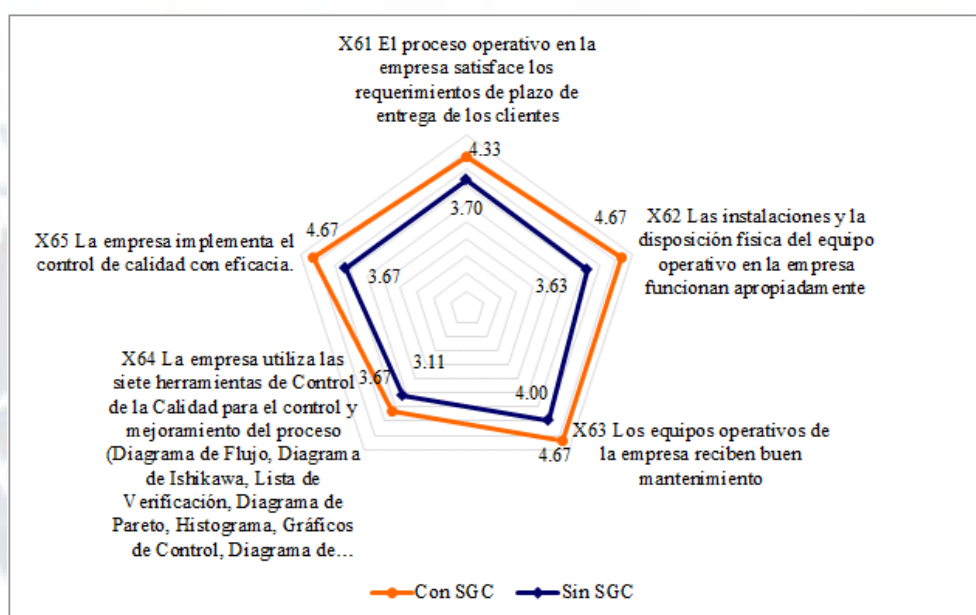 X61 El proceso operativo en la
empresa satisface los
requerimientos de plazo de
entrega de los clientes
4.33
3.70
4.67
X62 Las instalaciones y la
disposición física del equipo
operativo en la empresa
funcionan apropiadamente
3.63
X65 La empresa implementa el
control de calidad con eficacia.
4.67
3.67
X64 La empresa utiliza las
siete herramientas de Control
de la Calidad para el control y
mejoramiento del proceso
(Diagrama de Flujo, Diagrama
de Ishikawa, Lista de
Verificación, Diagrama de
Pareto, Histograma, Gráficos
de Control, Diagrama de…
3.11
3.67
4.00
4.67
X63 Los equipos operativos de
la empresa reciben buen
mantenimiento
Con SGC
Sin SGC